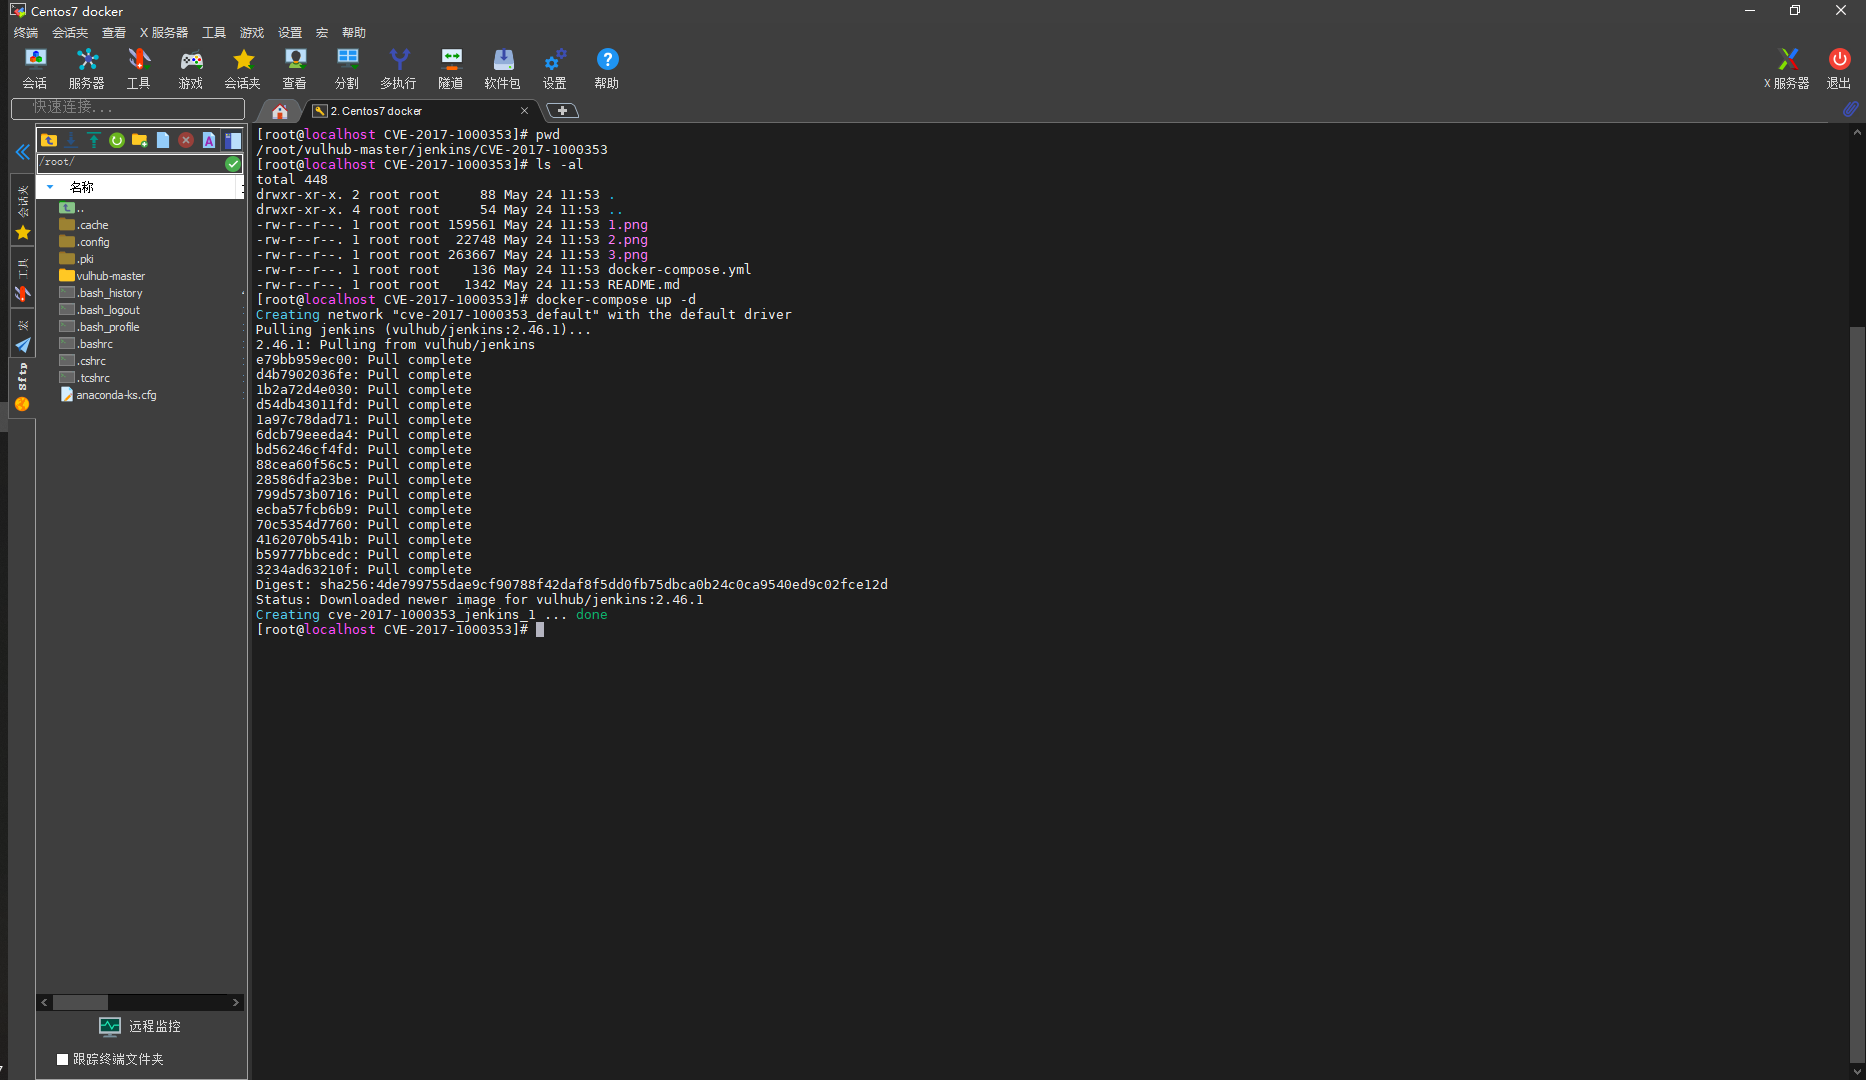 Centos7 docker
终端 会话夹 查看 X 服务器 工具 游戏 设置 宏 帮助
会话 服务器 工具 游戏 会话夹 查看 分割 多执行 隧道 软件包 设置 帮助 X 服务器 退出
快速连接...
2. Centos7 docker
/root/
名称
..
.cache
.config
.pki
vulhub-master
.bash_history
.bash_logout
.bash_profile
.bashrc
.cshrc
.tcshrc
anaconda-ks.cfg
会话夹
工具
宏
Sftp
远程监控
跟踪终端文件夹
[root@localhost CVE-2017-1000353]# pwd
/root/vulhub-master/jenkins/CVE-2017-1000353
[root@localhost CVE-2017-1000353]# ls -al
total 448
drwxr-xr-x. 2 root root     88 May 24 11:53 .
drwxr-xr-x. 4 root root     54 May 24 11:53 ..
-rw-r--r--. 1 root root 159561 May 24 11:53 1.png
-rw-r--r--. 1 root root  22748 May 24 11:53 2.png
-rw-r--r--. 1 root root 263667 May 24 11:53 3.png
-rw-r--r--. 1 root root    136 May 24 11:53 docker-compose.yml
-rw-r--r--. 1 root root   1342 May 24 11:53 README.md
[root@localhost CVE-2017-1000353]# docker-compose up -d
Creating network "cve-2017-1000353_default" with the default driver
Pulling jenkins (vulhub/jenkins:2.46.1)...
2.46.1: Pulling from vulhub/jenkins
e79bb959ec00: Pull complete
d4b7902036fe: Pull complete
1b2a72d4e030: Pull complete
d54db43011fd: Pull complete
1a97c78dad71: Pull complete
6dcb79eeeda4: Pull complete
bd56246cf4fd: Pull complete
88cea60f56c5: Pull complete
28586dfa23be: Pull complete
799d573b0716: Pull complete
ecba57fcb6b9: Pull complete
70c5354d7760: Pull complete
4162070b541b: Pull complete
b59777bbcedc: Pull complete
3234ad63210f: Pull complete
Digest: sha256:4de799755dae9cf90788f42daf8f5dd0fb75dbca0b24c0ca9540ed9c02fce12d
Status: Downloaded newer image for vulhub/jenkins:2.46.1
Creating cve-2017-1000353_jenkins_1 ... done
[root@localhost CVE-2017-1000353]#